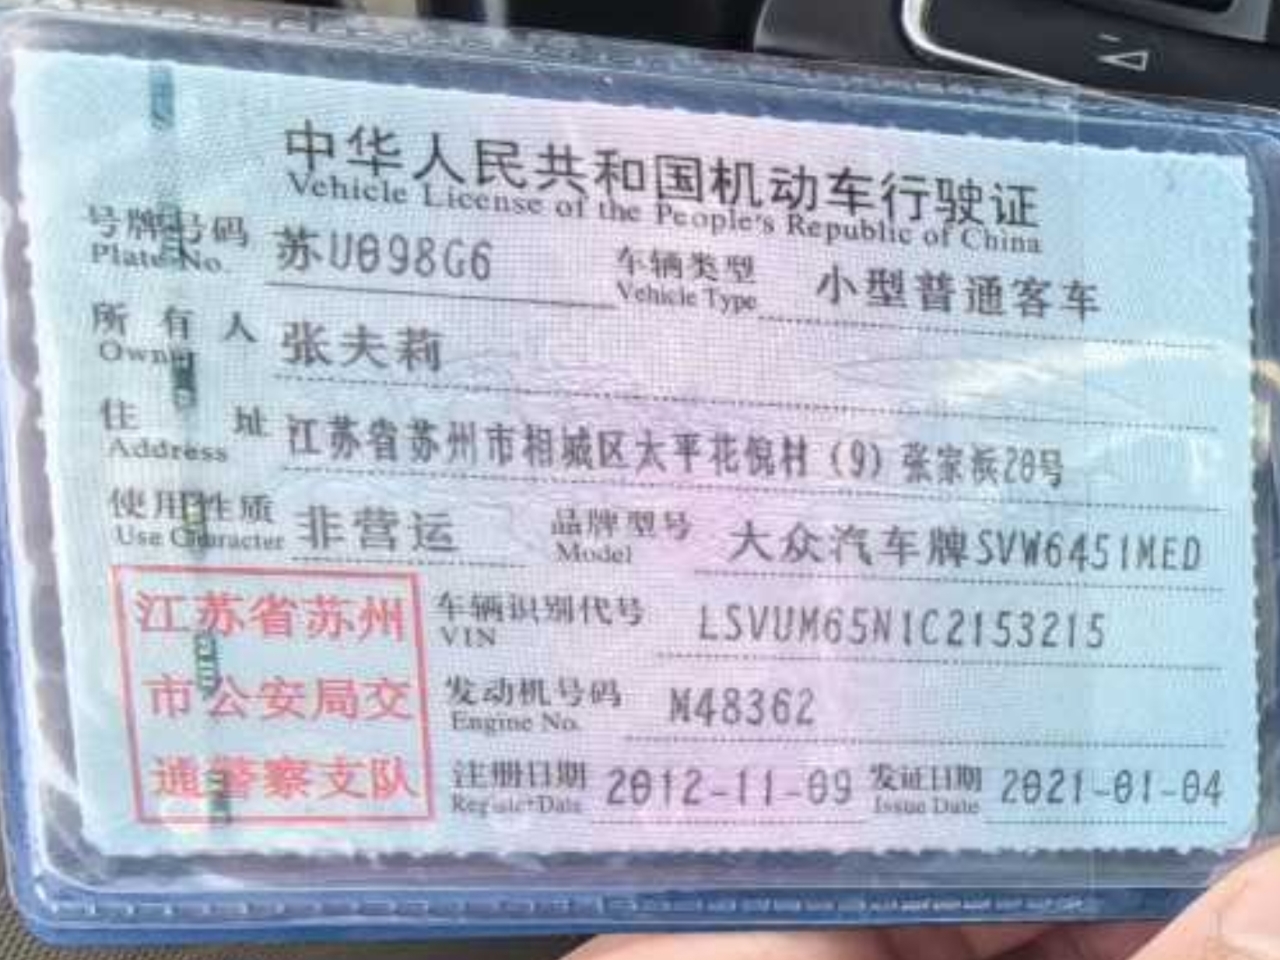 中华人民共和国机动车行驶证
Vehicle License of the People's Republic of China
号牌号码 苏U098G6 车辆类型 小型普通客车
Plate No. Vehicle Type
所有人 张夫莉
Owner
住址 江苏省苏州市相城区太平花倪村（9）张家浜20号
Address
使用性质 非营运 品牌型号 大众汽车牌SVW6451MED
Use Character Model
江苏省苏州
市公安局交
通警察支队
车辆识别代号 LSVUM65N1C2153215
VIN
发动机号码 M48362
Engine No.
注册日期 2012-11-09 发证日期 2021-01-04
Register Date Issue Date